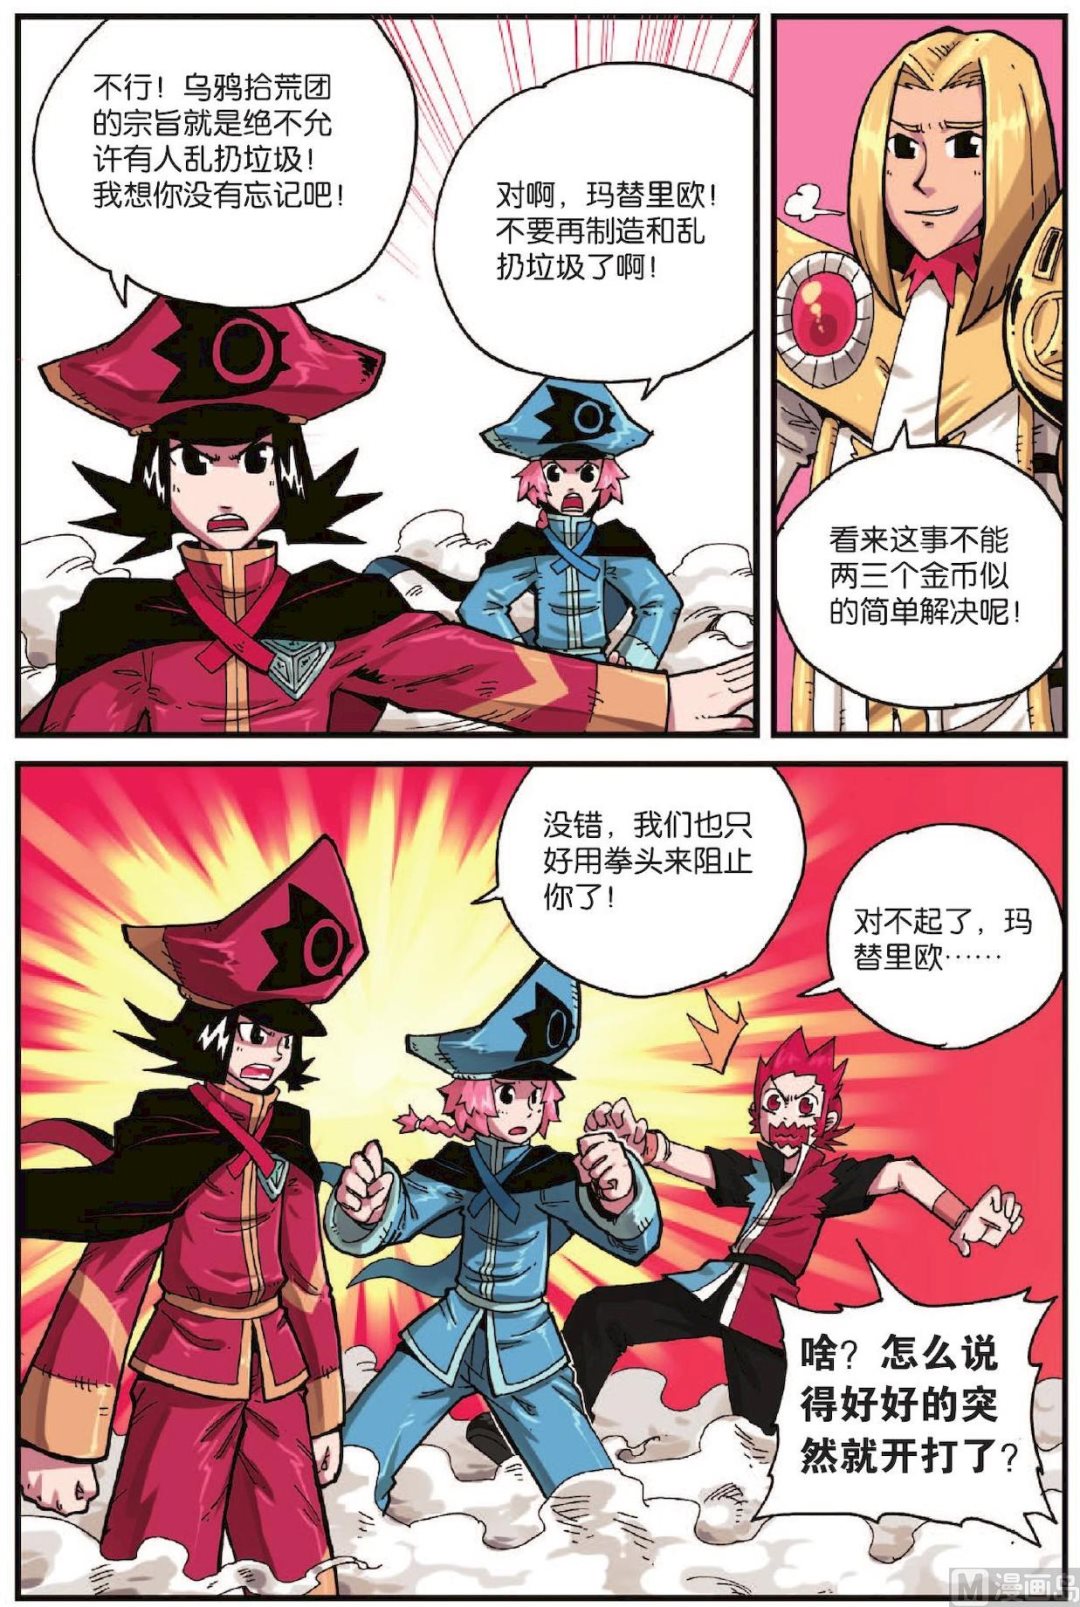 不行！乌鸦拾荒团
的宗旨就是绝不允
许有人乱扔垃圾！
我想你没有忘记吧！
对啊，玛替里欧！
不要再制造和乱
扔垃圾了啊！
看来这事不能
两三个金币似
的简单解决呢！
没错，我们也只
好用拳头来阻止
你了！
对不起了，玛
替里欧……
啥？怎么说
得好好的突
然就开打了？
M 漫画岛